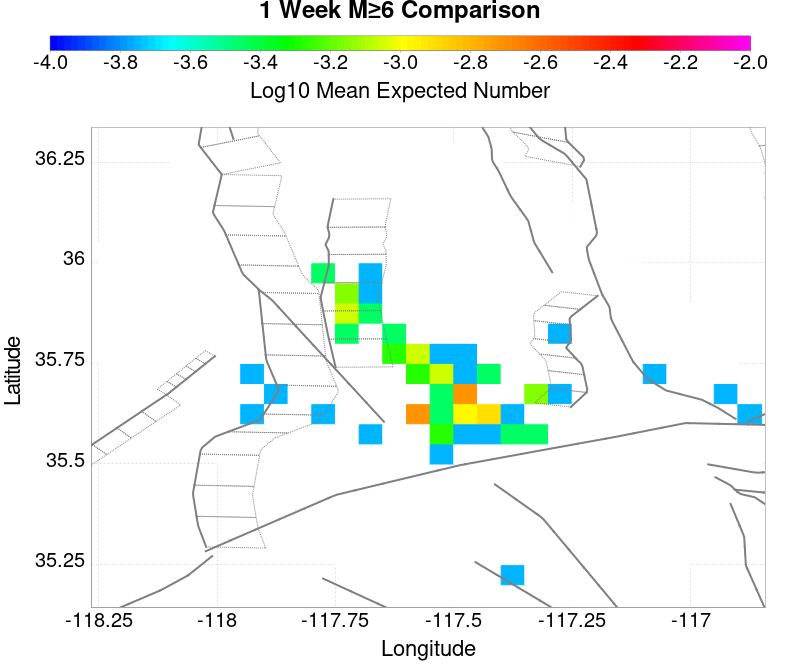 1 Week M≥6 Comparison
-4.0 -3.8 -3.6 -3.4 -3.2 -3.0 -2.8 -2.6 -2.4 -2.2 -2.0
Log10 Mean Expected Number
36.25
36
35.75
35.5
35.25
Latitude
-118.25 -118 -117.75 -117.5 -117.25 -117
Longitude